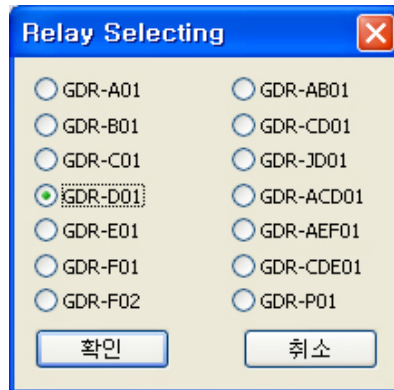 Relay Selecting
GDR-A01
GDR-AB01
GDR-B01
GDR-CD01
GDR-C01
GDR-JD01
GDR-D01
GDR-ACD01
GDR-E01
GDR-AEF01
GDR-F01
GDR-CDE01
GDR-F02
GDR-P01
확인
취소